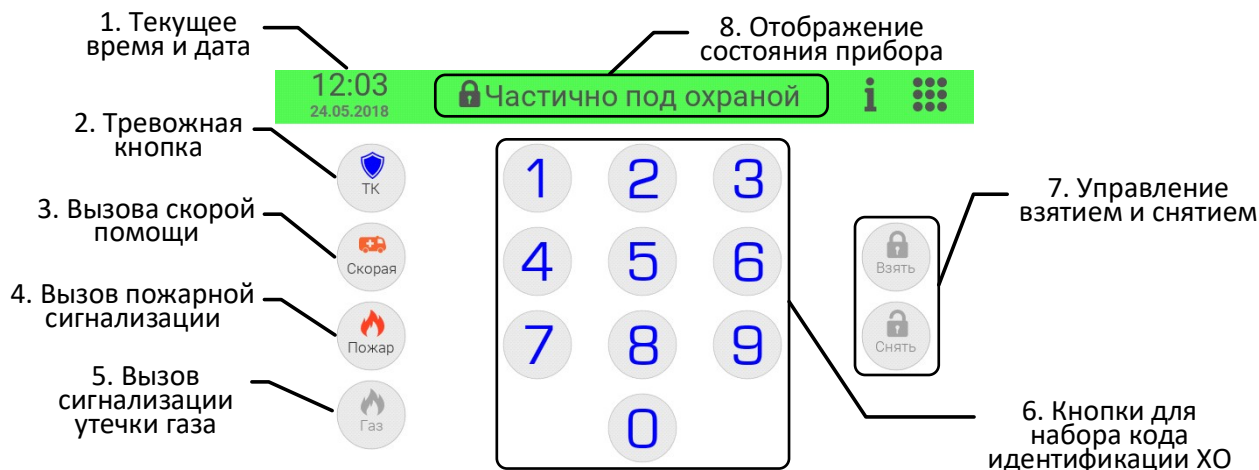 1. Текущее
время и дата
8. Отображение
состояния прибора
12:03
24.05.2018
Частично под охраной
i
2. Тревожная
кнопка
ТК
3. Вызова скорой
помощи
Скорая
4. Вызов пожарной
сигнализации
Пожар
5. Вызов
сигнализации
утечки газа
Газ
1 2 3
4 5 6
7 8 9
0
7. Управление
взятием и снятием
Взять
Снять
6. Кнопки для
набора кода
идентификации ХО